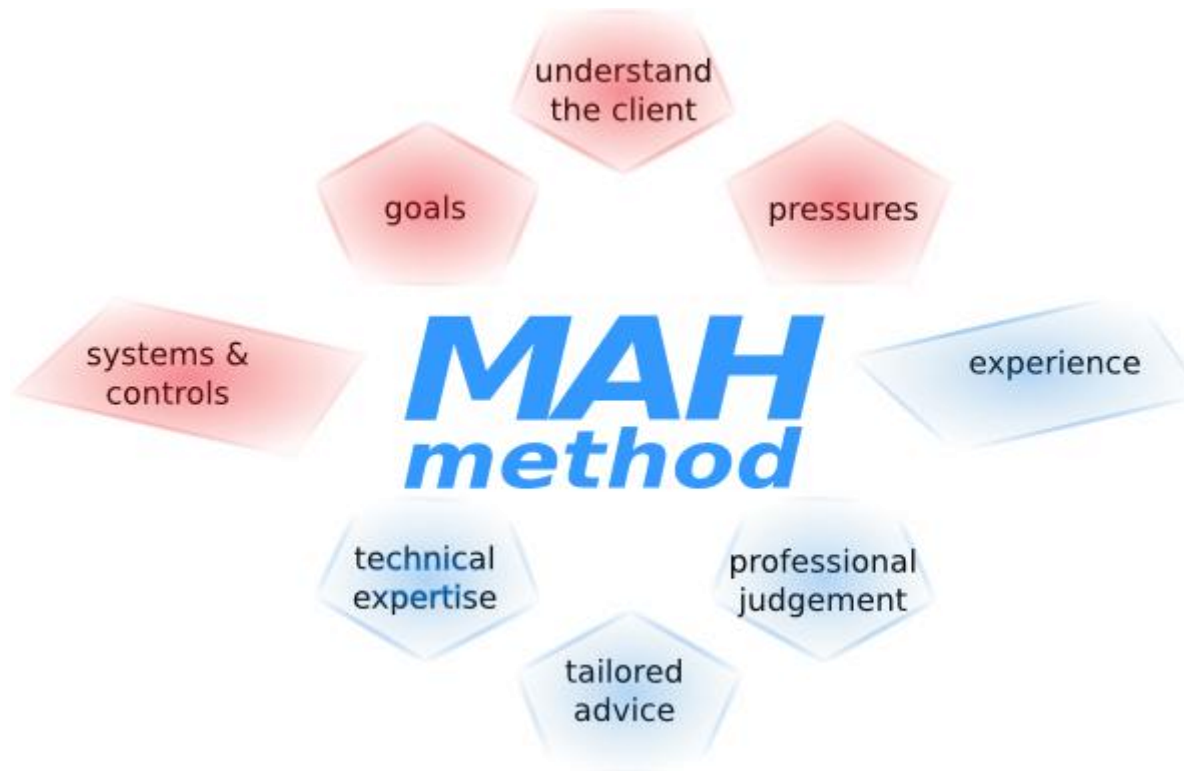 understand
the client
goals
pressures
systems &
controls
MAH
method
experience
technical
expertise
professional
judgement
tailored
advice